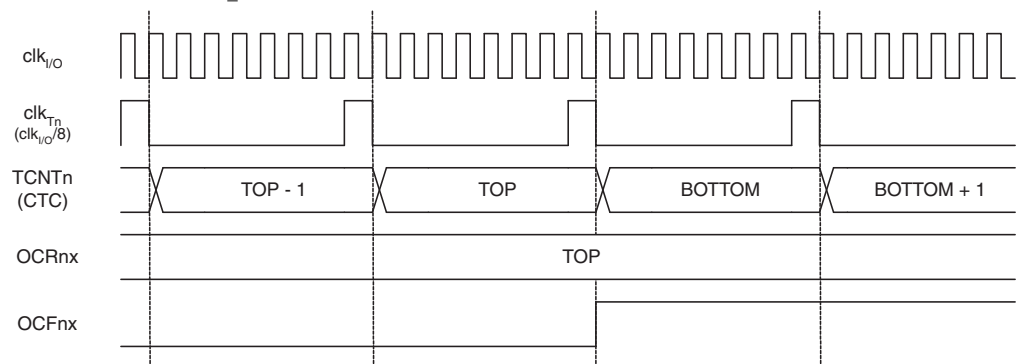 clkI/O
clkTn
(clkI/O/8)
TCNTn
(CTC)
TOP - 1
TOP
BOTTOM
BOTTOM + 1
OCRnx
TOP
OCFnx